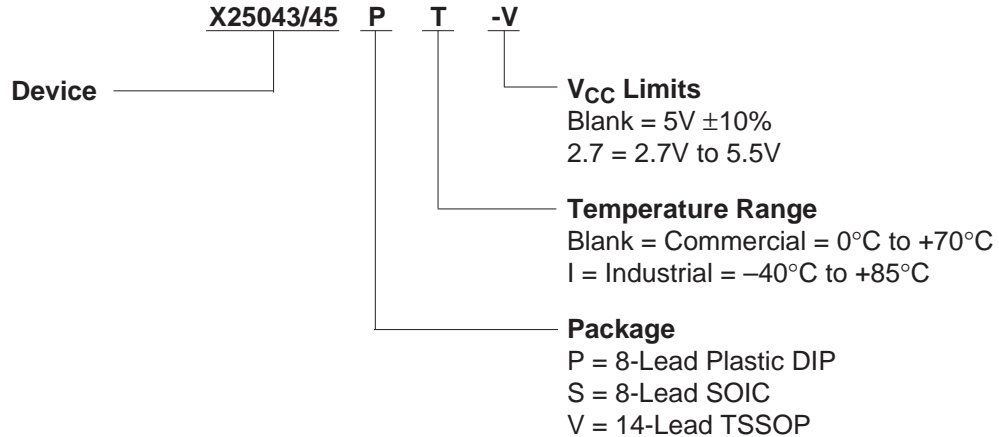 X25043/45 P T -V
Device
VCC Limits
Blank = 5V ±10%
2.7 = 2.7V to 5.5V
Temperature Range
Blank = Commercial = 0°C to +70°C
I = Industrial = –40°C to +85°C
Package
P = 8-Lead Plastic DIP
S = 8-Lead SOIC
V = 14-Lead TSSOP